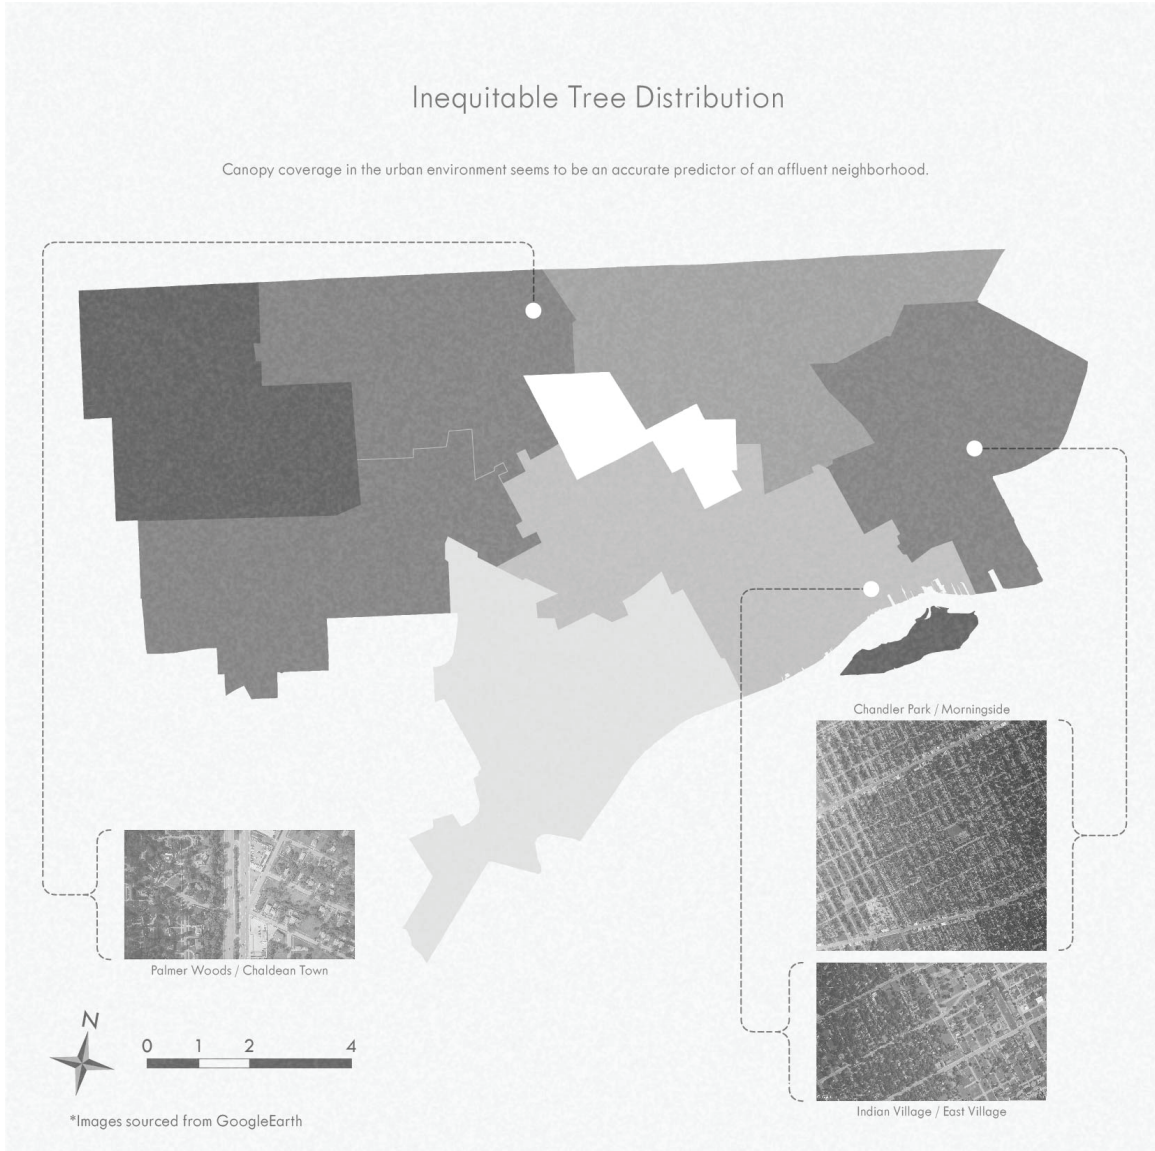 Inequitable Tree Distribution
Canopy coverage in the urban environment seems to be an accurate predictor of an affluent neighborhood.
Chandler Park / Morningside
Palmer Woods / Chaldean Town
Indian Village / East Village
N
0 1 2 4
*Images sourced from GoogleEarth